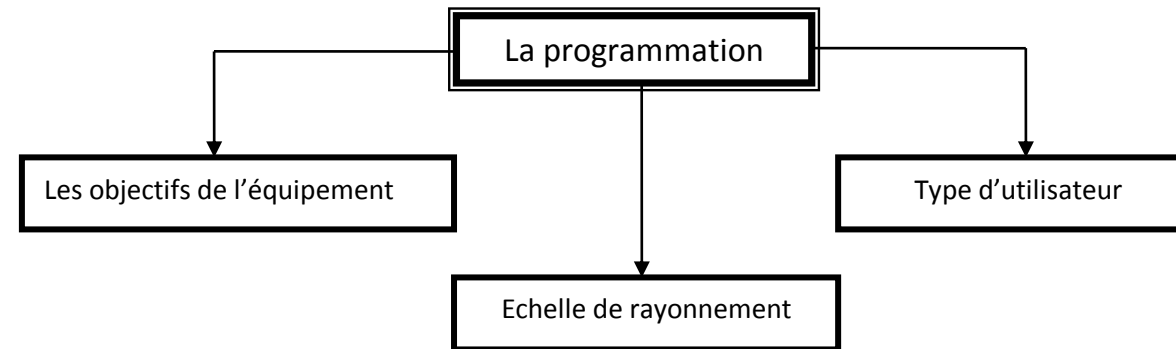 La programmation
Les objectifs de l’équipement
Type d’utilisateur
Echelle de rayonnement